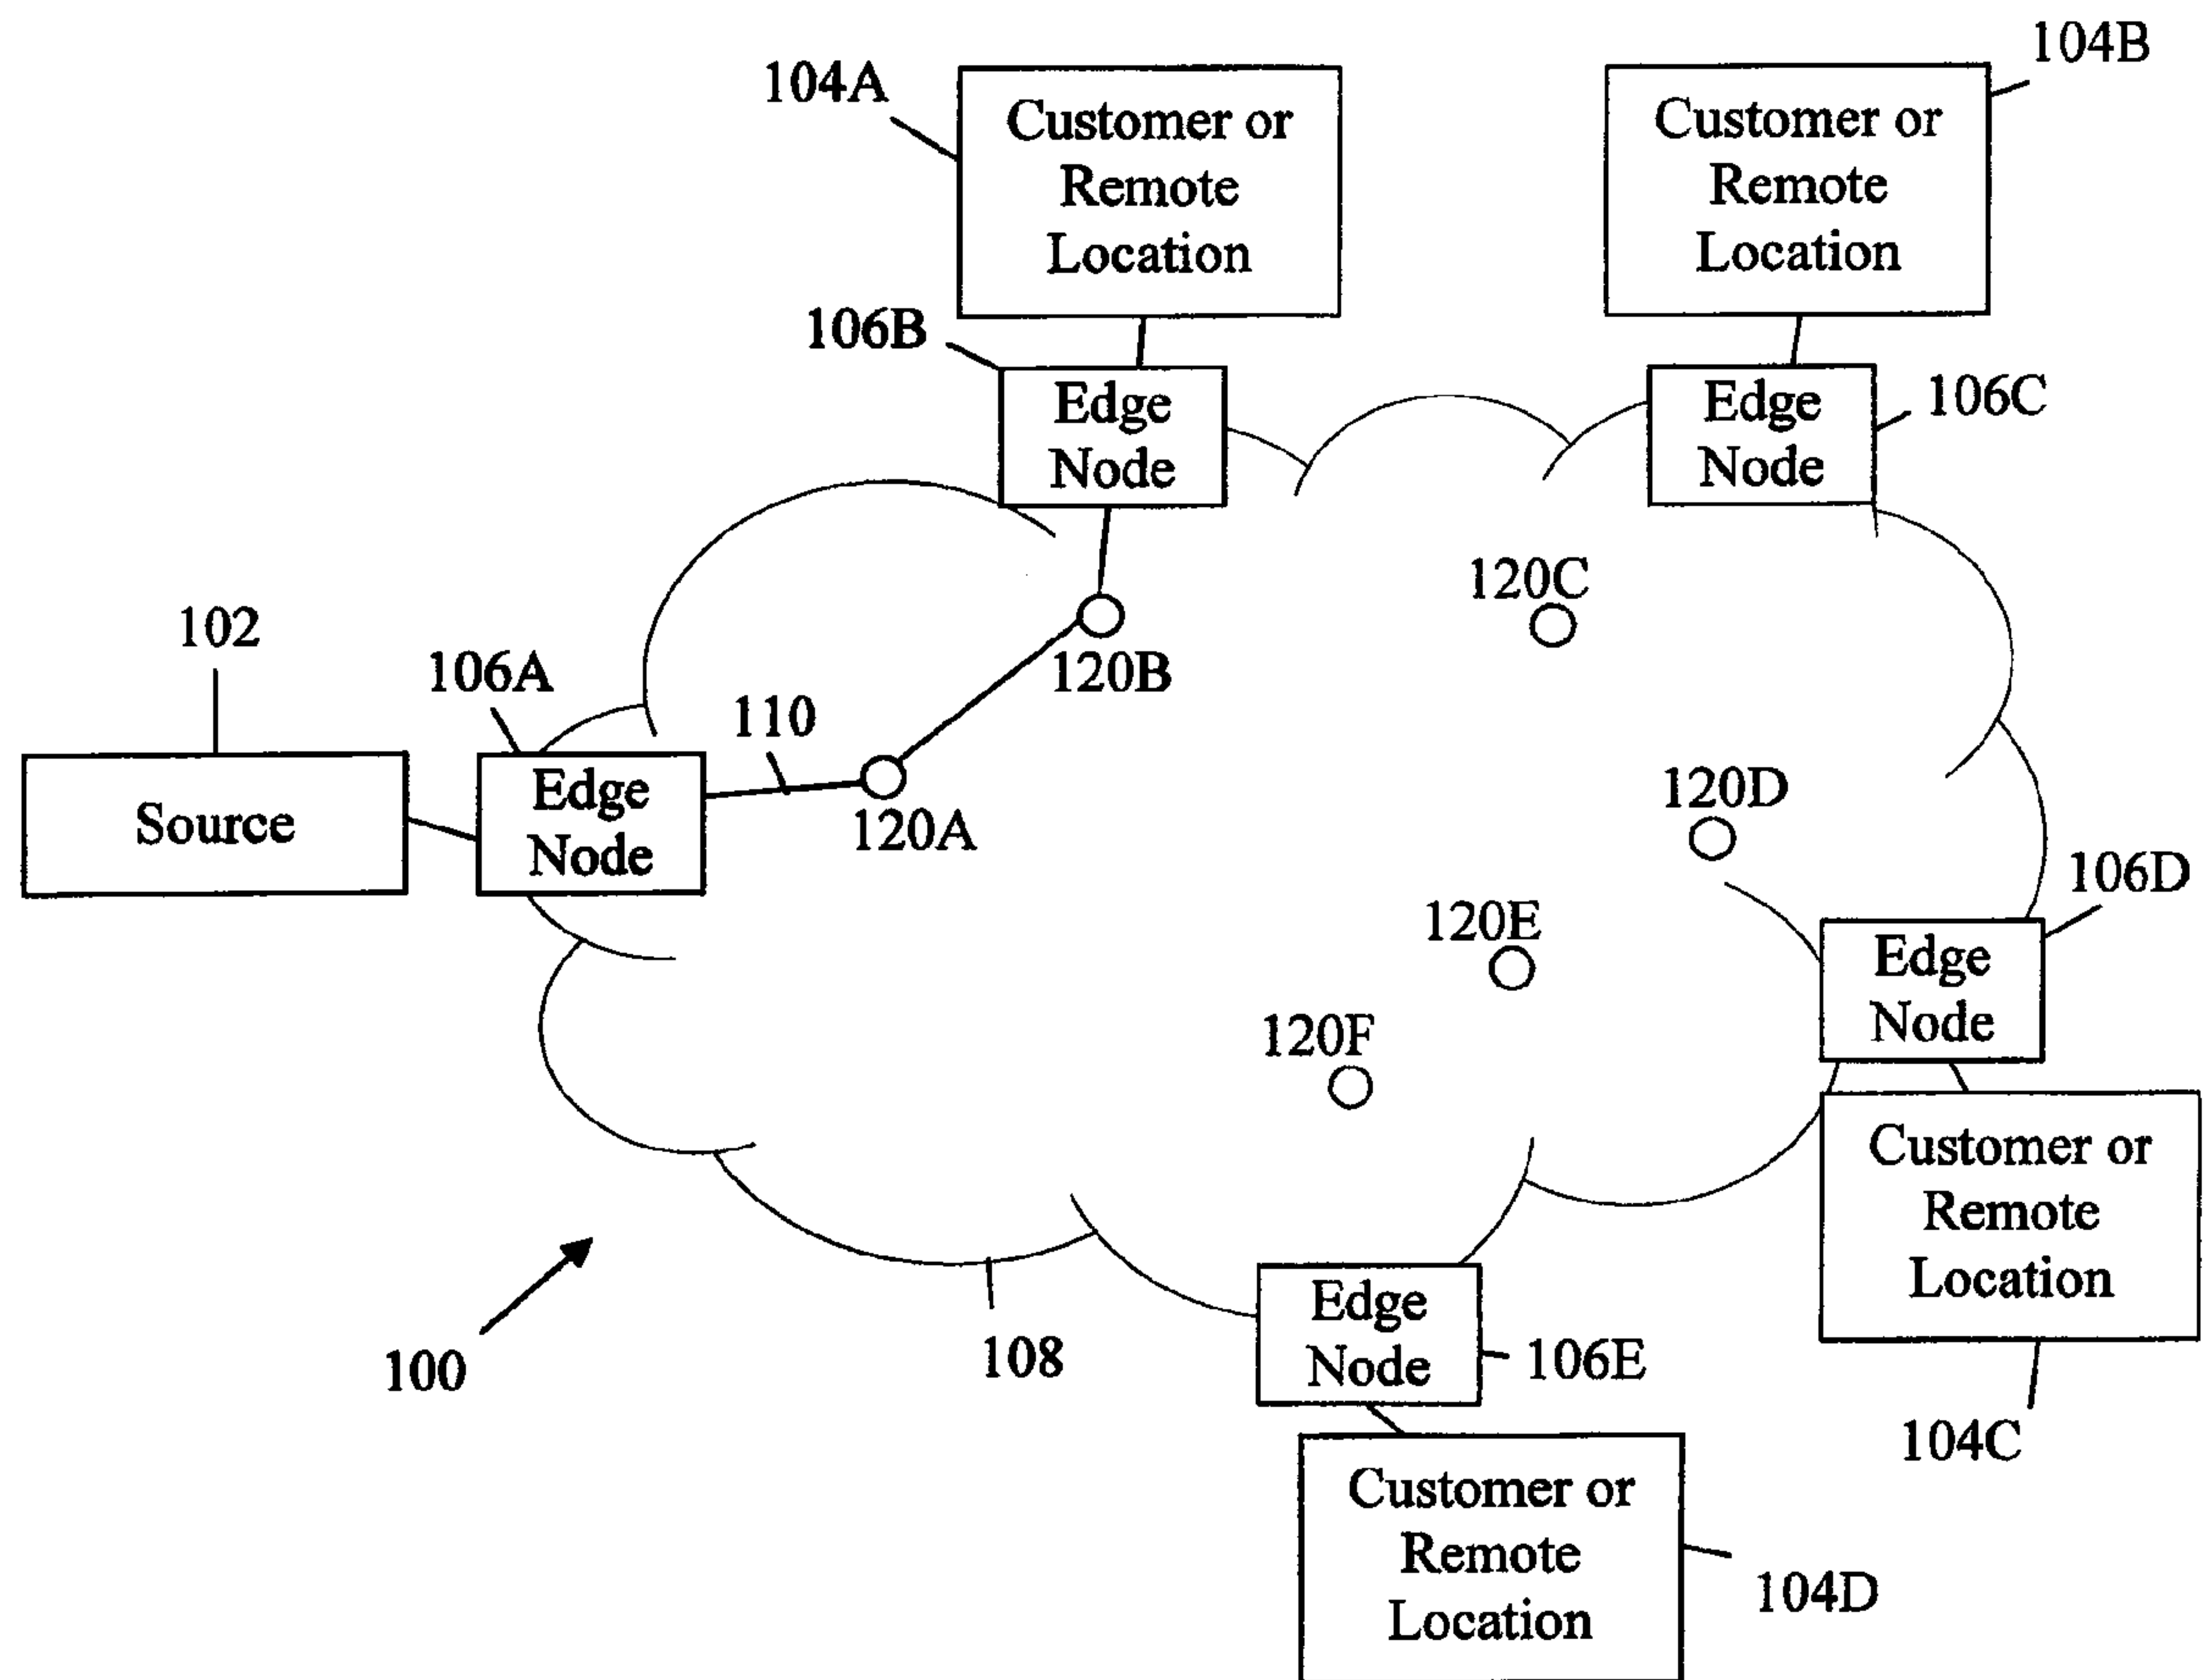 104B
104A
Customer or
Remote
Location
Customer or
Remote
Location
106B
Edge
Node
Edge
Node
106C
120C
102
106A
120B
110
Source
Edge
Node
120A
120D
106D
120E
Edge
Node
120F
Customer or
Remote
Location
100
108
Edge
Node
106E
104C
Customer or
Remote
Location
104D